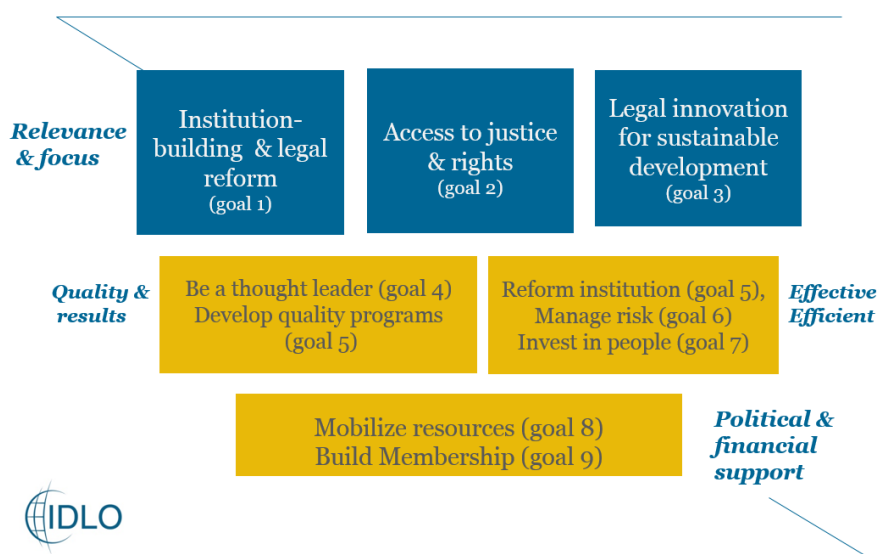 Relevance
& focus
Institution-
building & legal
reform
(goal 1)
Access to justice
& rights
(goal 2)
Legal innovation
for sustainable
development
(goal 3)
Quality &
results
Be a thought leader (goal 4)
Develop quality programs
(goal 5)
Reform institution (goal 5),
Manage risk (goal 6)
Invest in people (goal 7)
Effective
Efficient
Mobilize resources (goal 8)
Build Membership (goal 9)
Political &
financial
support
IDLO